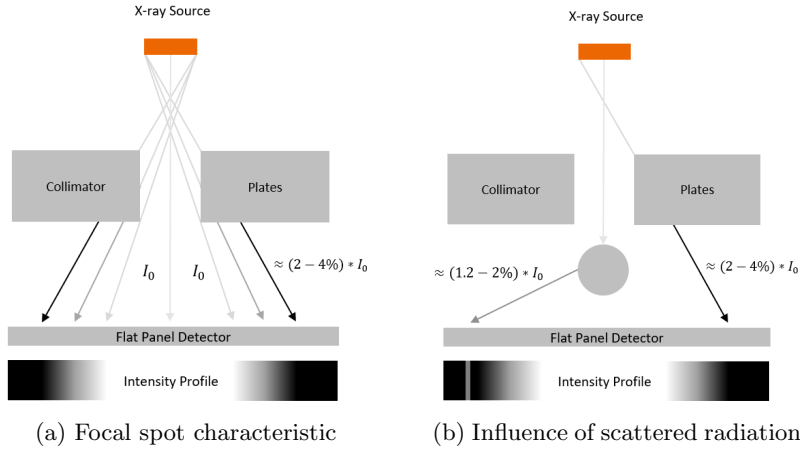 X-ray Source
Collimator
Plates
I₀
I₀
≈ (2 − 4%) * I₀
Flat Panel Detector
Intensity Profile
(a) Focal spot characteristic
X-ray Source
Collimator
Plates
≈ (1.2 − 2%) * I₀
≈ (2 − 4%) * I₀
Flat Panel Detector
Intensity Profile
(b) Influence of scattered radiation